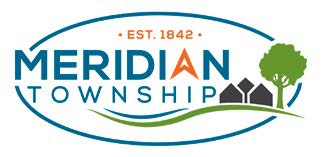 • EST. 1842 •
MERIDIAN
TOWNSHIP